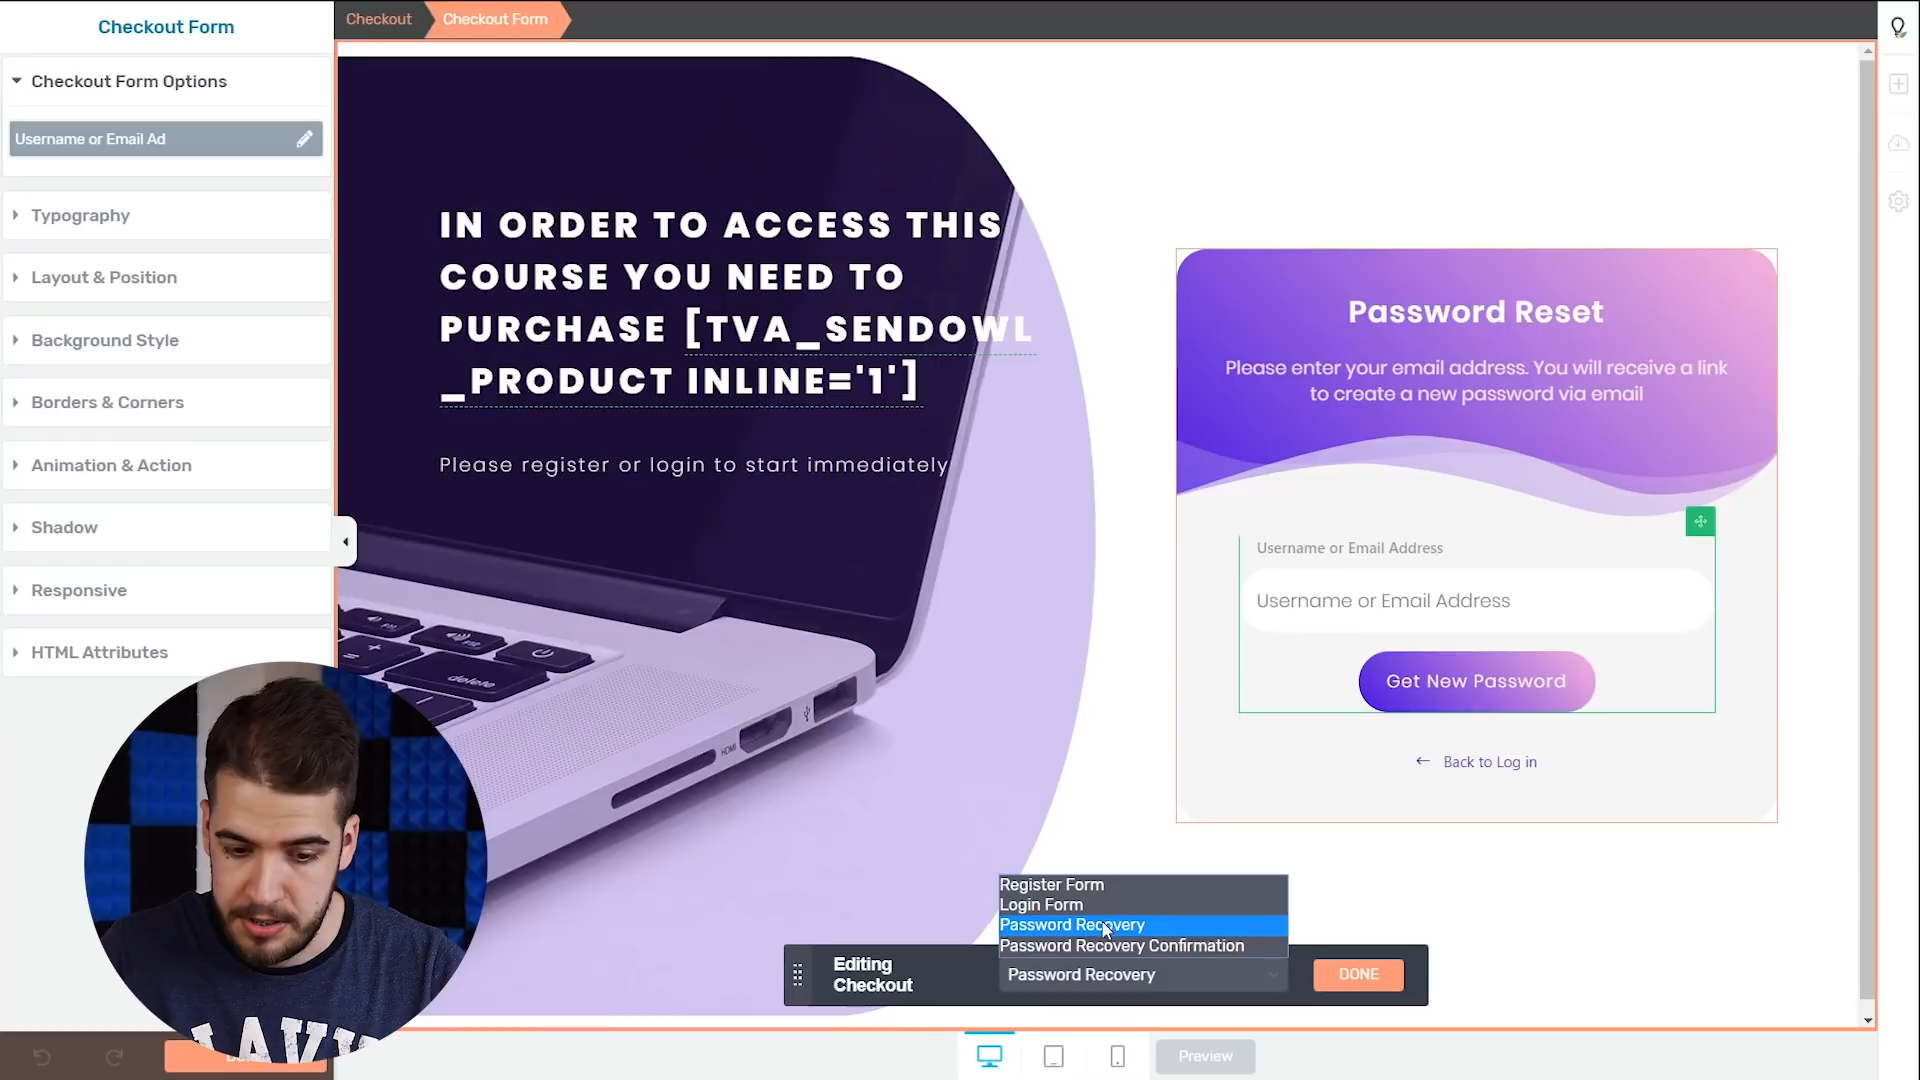 Checkout Form
Checkout
Checkout Form
Checkout Form Options
Username or Email Ad
Typography
Layout & Position
Background Style
Borders & Corners
Animation & Action
Shadow
Responsive
HTML Attributes
IN ORDER TO ACCESS THIS
COURSE YOU NEED TO
PURCHASE [TVA_SENDOWL
_PRODUCT INLINE='1']
Please register or login to start immediately
delete
HDMI
Password Reset
Please enter your email address. You will receive a link
to create a new password via email
Username or Email Address
Username or Email Address
Get New Password
← Back to Log in
Register Form
Login Form
Password Recovery
Password Recovery Confirmation
Editing
Checkout
Password Recovery
DONE
Preview